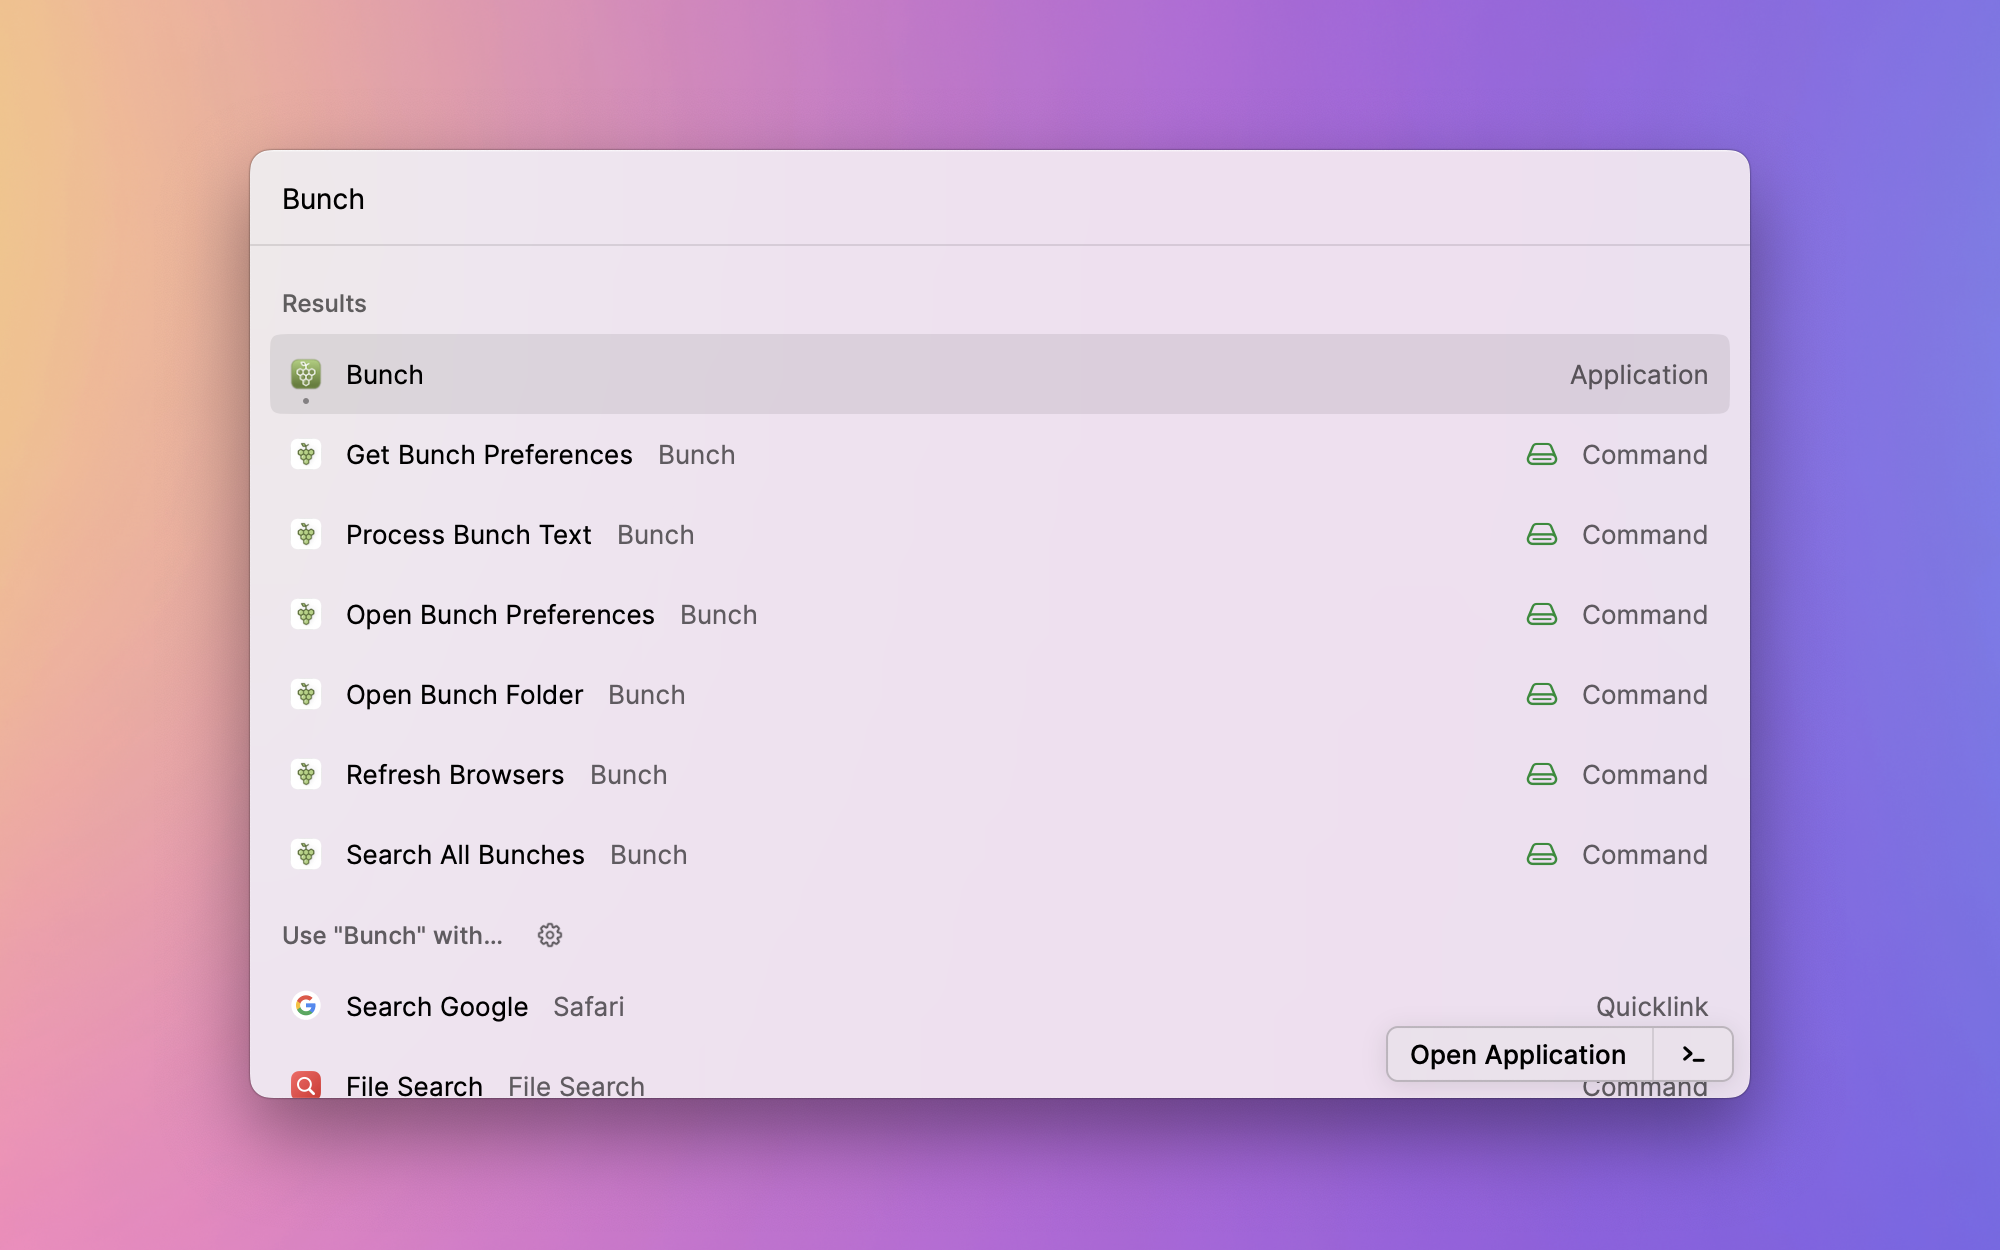 Bunch
Results
Bunch Application
Get Bunch Preferences Bunch Command
Process Bunch Text Bunch Command
Open Bunch Preferences Bunch Command
Open Bunch Folder Bunch Command
Refresh Browsers Bunch Command
Search All Bunches Bunch Command
Use "Bunch" with...
Search Google Safari Quicklink
Open Application >_
File Search File Search Command